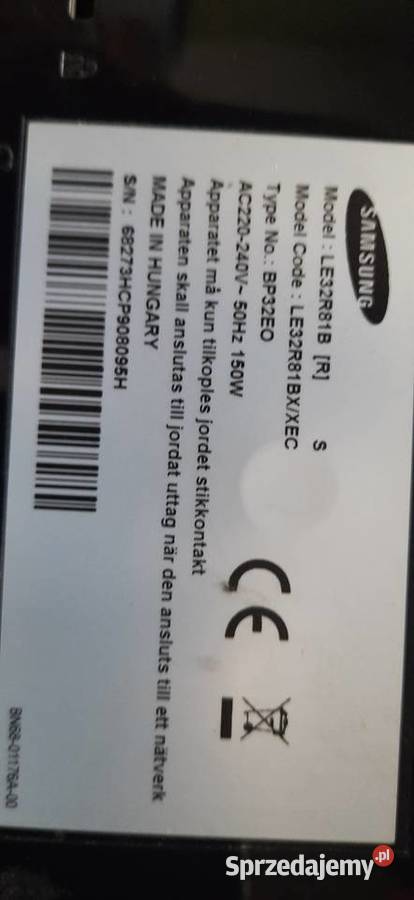 SAMSUNG
Model : LE32R81B [R] S
Model Code : LE32R81BX/XEC
Type No.: BP32EO
AC220-240V~ 50Hz 150W
Apparatet må kun tilkoples jordet stikkontakt
Apparaten skall anslutas till jordat uttag när den ansluts till ett nätverk
MADE IN HUNGARY
S/N : 68273HCP908095H
CE
BN68-01176A-00
Sprzedajemy.pl